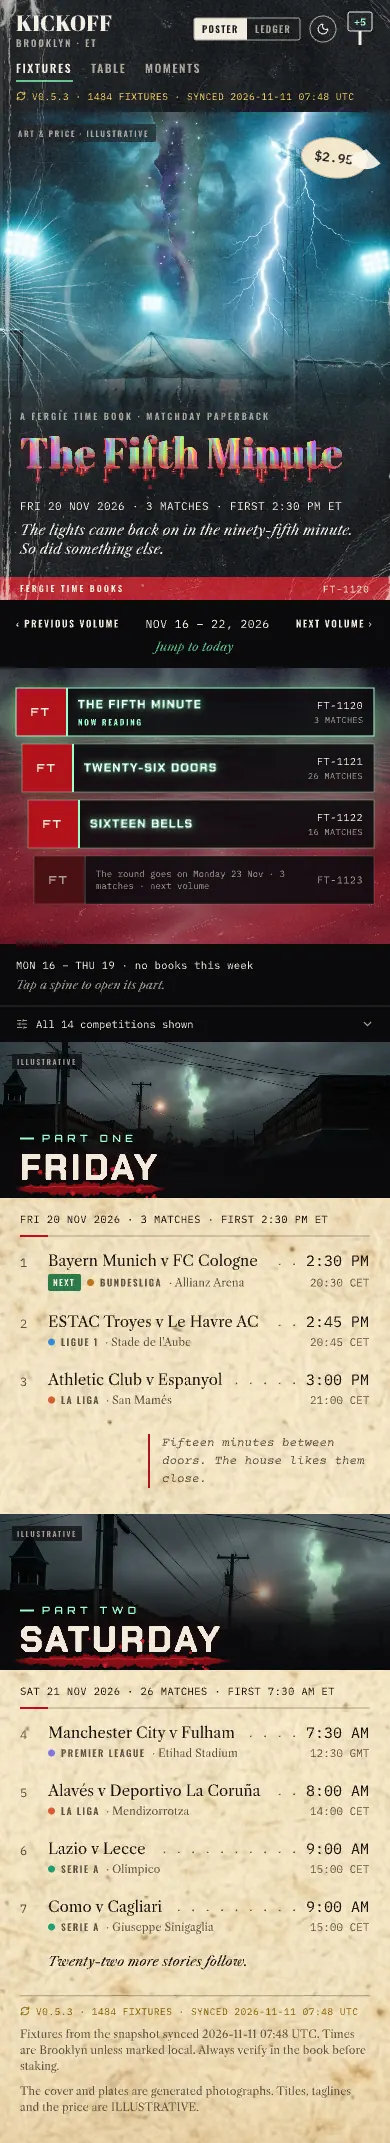 KICKOFF
BROOKLYN · ET
POSTER LEDGER
+5
FIXTURES TABLE MOMENTS
V0.5.3 · 1484 FIXTURES · SYNCED 2026-11-11 07:48 UTC
ART & PRICE · ILLUSTRATIVE
$2.95
A FERGIE TIME BOOK · MATCHDAY PAPERBACK
The Fifth Minute
FRI 20 NOV 2026 · 3 MATCHES · FIRST 2:30 PM ET
The lights came back on in the ninety-fifth minute.
So did something else.
FERGIE TIME BOOKS FT-1120
‹ PREVIOUS VOLUME NOV 16 – 22, 2026 NEXT VOLUME ›
Jump to today
FT THE FIFTH MINUTE FT-1120
NOW READING 3 MATCHES
FT TWENTY-SIX DOORS FT-1121
26 MATCHES
FT SIXTEEN BELLS FT-1122
16 MATCHES
FT The round goes on Monday 23 Nov · 3 FT-1123
matches · next volume
MON 16 – THU 19 · no books this week
Tap a spine to open its part.
All 14 competitions shown
ILLUSTRATIVE
PART ONE
FRIDAY
FRI 20 NOV 2026 · 3 MATCHES · FIRST 2:30 PM ET
1 Bayern Munich v FC Cologne . . 2:30 PM
NEXT BUNDESLIGA · Allianz Arena 20:30 CET
2 ESTAC Troyes v Le Havre AC . . 2:45 PM
LIGUE 1 · Stade de l'Aube 20:45 CET
3 Athletic Club v Espanyol . . . . . 3:00 PM
LA LIGA · San Mamés 21:00 CET
Fifteen minutes between
doors. The house likes them
close.
ILLUSTRATIVE
PART TWO
SATURDAY
SAT 21 NOV 2026 · 26 MATCHES · FIRST 7:30 AM ET
4 Manchester City v Fulham . . . . 7:30 AM
PREMIER LEAGUE · Etihad Stadium 12:30 GMT
5 Alavés v Deportivo La Coruña . . 8:00 AM
LA LIGA · Mendizorrotza 14:00 CET
6 Lazio v Lecce . . . . . . . . . . 9:00 AM
SERIE A · Olimpico 15:00 CET
7 Como v Cagliari . . . . . . . . . 9:00 AM
SERIE A · Giuseppe Sinigaglia 15:00 CET
Twenty-two more stories follow.
V0.5.3 · 1484 FIXTURES · SYNCED 2026-11-11 07:48 UTC
Fixtures from the snapshot synced 2026-11-11 07:48 UTC. Times
are Brooklyn unless marked local. Always verify in the book before
staking.
The cover and plates are generated photographs. Titles, taglines
and the price are ILLUSTRATIVE.